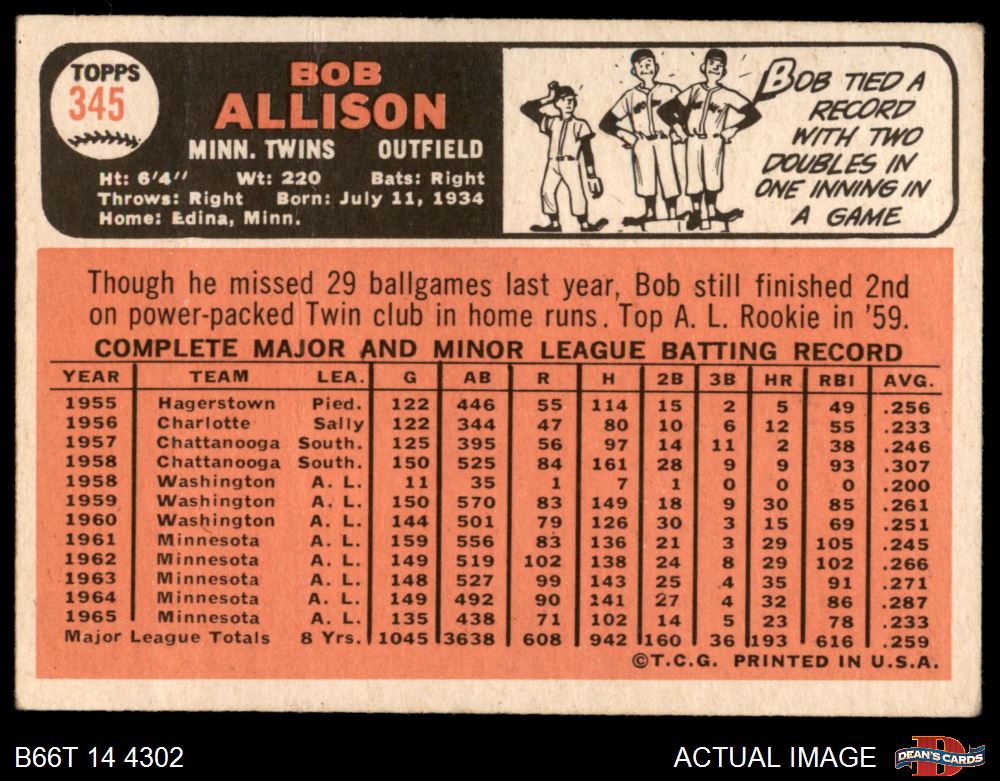 TOPPS
345
BOB
ALLISON
MINN. TWINS OUTFIELD
Ht: 6'4" Wt: 220 Bats: Right
Throws: Right Born: July 11, 1934
Home: Edina, Minn.
BOB TIED A
RECORD
WITH TWO
DOUBLES IN
ONE INNING IN
A GAME
Though he missed 29 ballgames last year, Bob still finished 2nd
on power-packed Twin club in home runs. Top A. L. Rookie in '59.
COMPLETE MAJOR AND MINOR LEAGUE BATTING RECORD
YEAR TEAM LEA. G AB R H 2B 3B HR RBI AVG.
1955 Hagerstown Pied. 122 446 55 114 15 2 5 49 .256
1956 Charlotte Sally 122 344 47 80 10 6 12 55 .233
1957 Chattanooga South. 125 395 56 97 14 11 2 38 .246
1958 Chattanooga South. 150 525 84 161 28 9 9 93 .307
1958 Washington A. L. 11 35 1 7 1 0 0 0 .200
1959 Washington A. L. 150 570 83 149 18 9 30 85 .261
1960 Washington A. L. 144 501 79 126 30 3 15 69 .251
1961 Minnesota A. L. 159 556 83 136 21 3 29 105 .245
1962 Minnesota A. L. 149 519 102 138 24 8 29 102 .266
1963 Minnesota A. L. 148 527 99 143 25 4 35 91 .271
1964 Minnesota A. L. 149 492 90 141 27 4 32 86 .287
1965 Minnesota A. L. 135 438 71 102 14 5 23 78 .233
Major League Totals 8 Yrs. 1045 3638 608 942 160 36 193 616 .259
©T.C.G. PRINTED IN U.S.A.
B66T 14 4302
ACTUAL IMAGE
DEAN'S CARDS